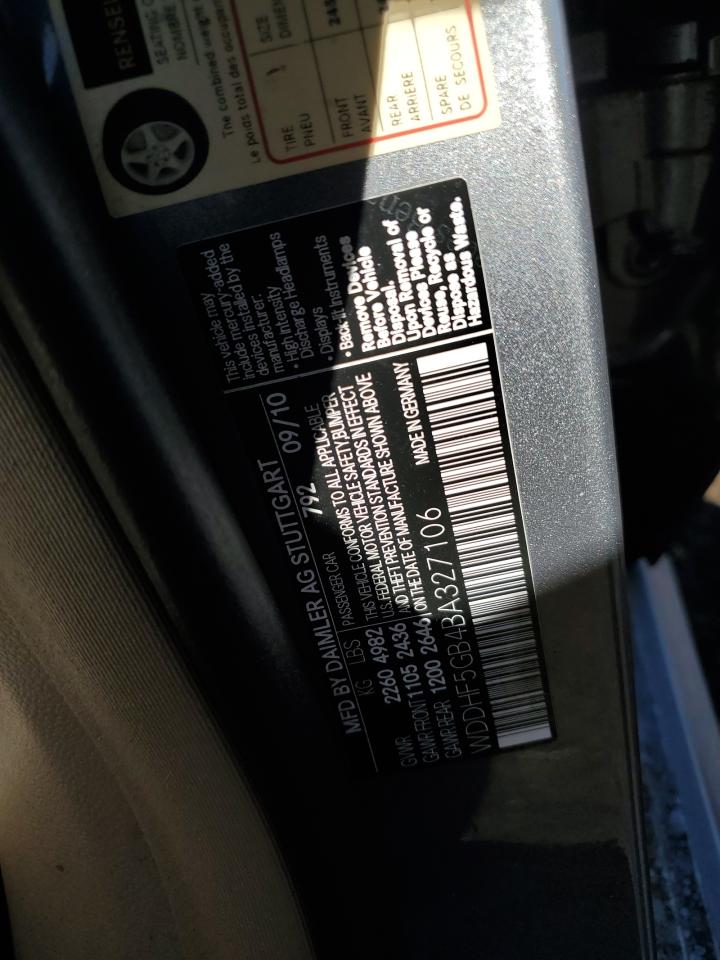 MFD BY DAIMLER AG STUTTGART 09/10
PASSENGER CAR 792
KG LBS
GVWR 2260 4982
GAWR FRONT 1105 2436
GAWR REAR 1200 2646
THIS VEHICLE CONFORMS TO ALL APPLICABLE
U.S. FEDERAL MOTOR VEHICLE SAFETY, BUMPER
AND THEFT PREVENTION STANDARDS IN EFFECT
ON THE DATE OF MANUFACTURE SHOWN ABOVE
MADE IN GERMANY
WDDHF5GB4BA327106
This vehicle may
include mercury-added
devices installed by the
manufacturer:
• High Intensity
Discharge Headlamps
• Displays
• Back lit Instruments
Remove Devices
Before Vehicle
Disposal.
Upon Removal of
Devices Please
Reuse, Recycle or
Dispose as
Hazardous Waste.
SEATING
NOMBRE
The combined weight
Le poids total des
TIRE SIZE
PNEU
FRONT 245
AVANT
REAR
ARRIÈRE
SPARE
DE SECOURS